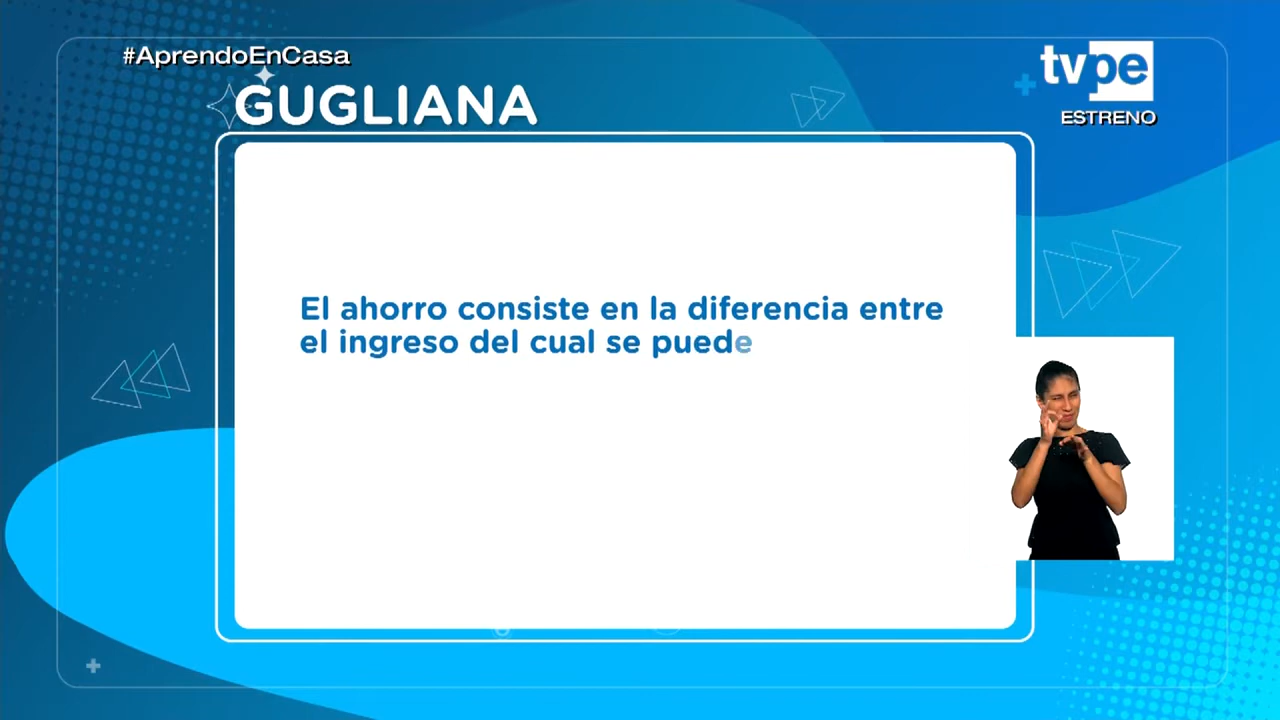 #AprendoEnCasa
GUGLIANA
tvpe
ESTRENO
El ahorro consiste en la diferencia entre
el ingreso del cual se puede